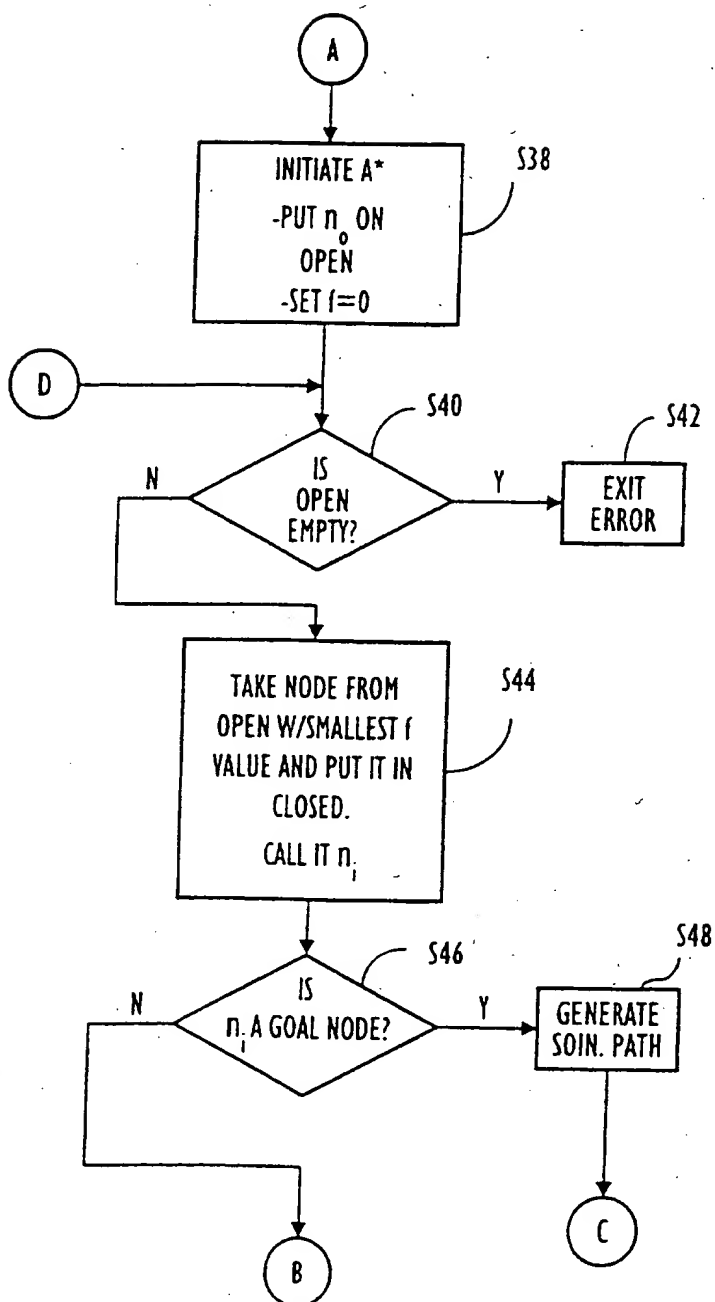 A
INITIATE A*
-PUT n₀ ON
OPEN
-SET f=0
S38
D
S40
S42
IS
OPEN
EMPTY?
N
Y
EXIT
ERROR
TAKE NODE FROM
OPEN W/SMALLEST f
VALUE AND PUT IT IN
CLOSED.
CALL IT nᵢ
S44
S46
S48
IS
nᵢ A GOAL NODE?
N
Y
GENERATE
SOIN. PATH
C
B